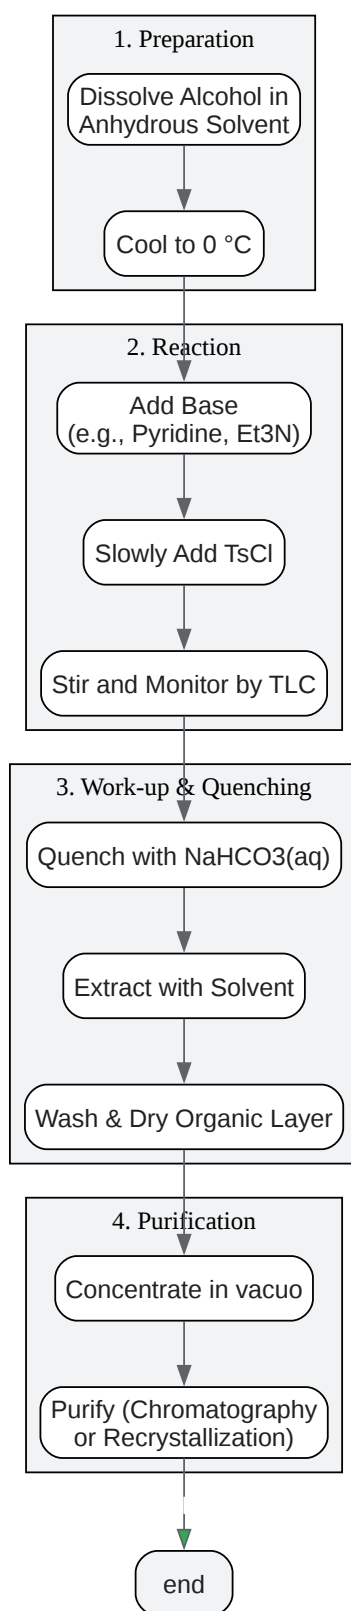 1. Preparation
Dissolve Alcohol in
Anhydrous Solvent
Cool to 0 °C
2. Reaction
Add Base
(e.g., Pyridine, Et3N)
Slowly Add TsCl
Stir and Monitor by TLC
3. Work-up & Quenching
Quench with NaHCO3(aq)
Extract with Solvent
Wash & Dry Organic Layer
4. Purification
Concentrate in vacuo
Purify (Chromatography
or Recrystallization)
end